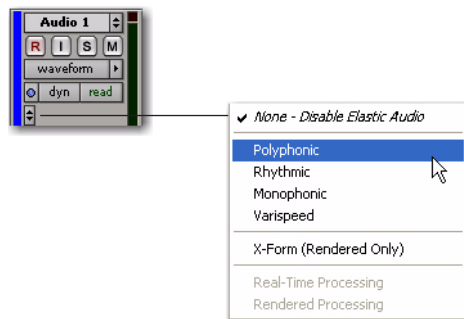 Audio 1
R I S M
waveform
dyn read
None - Disable Elastic Audio
Polyphonic
Rhythmic
Monophonic
Varispeed
X-Form (Rendered Only)
Real-Time Processing
Rendered Processing